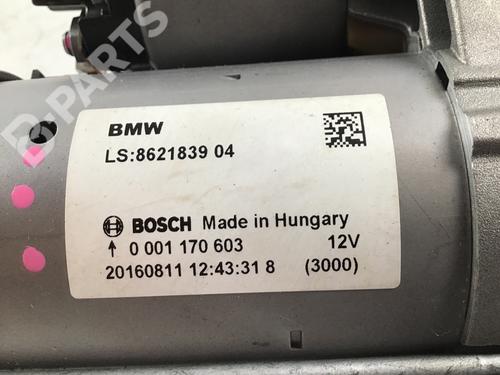 B-PARTS
BMW
LS:8621839 04
BOSCH Made in Hungary
↑ 0 001 170 603 12V
20160811 12:43:31 8 (3000)